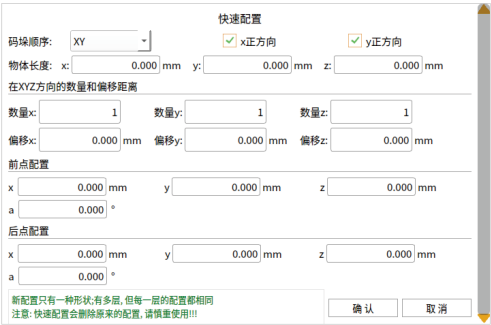 快速配置
码垛顺序: XY x正方向 y正方向
物体长度: x: 0.000 mm y: 0.000 mm z: 0.000 mm
在XYZ方向的数量和偏移距离
数量x: 1 数量y: 1 数量z: 1
偏移x: 0.000 mm 偏移y: 0.000 mm 偏移z: 0.000 mm
前点配置
x 0.000 mm y 0.000 mm z 0.000 mm
a 0.000 °
后点配置
x 0.000 mm y 0.000 mm z 0.000 mm
a 0.000 °
新配置只有一种形状;有多层, 但每一层的配置都相同
注意: 快速配置会删除原来的配置, 请慎重使用!!!
确认 取消